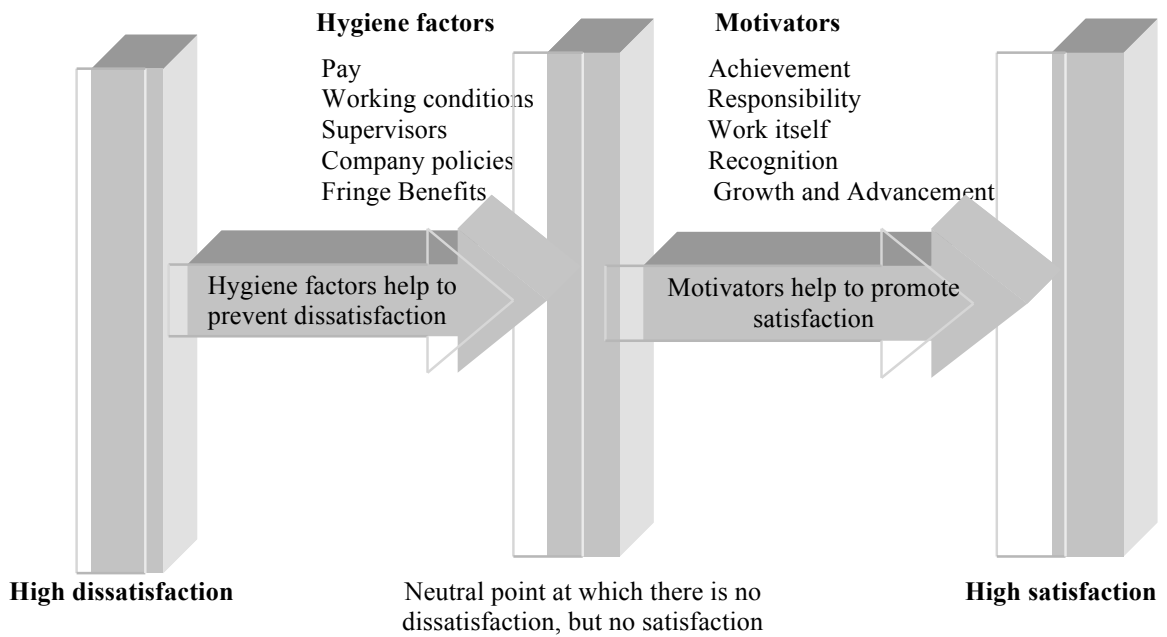 Hygiene factors
Pay
Working conditions
Supervisors
Company policies
Fringe Benefits
Motivators
Achievement
Responsibility
Work itself
Recognition
Growth and Advancement
Hygiene factors help to
prevent dissatisfaction
Motivators help to promote
satisfaction
High dissatisfaction
Neutral point at which there is no
dissatisfaction, but no satisfaction
High satisfaction